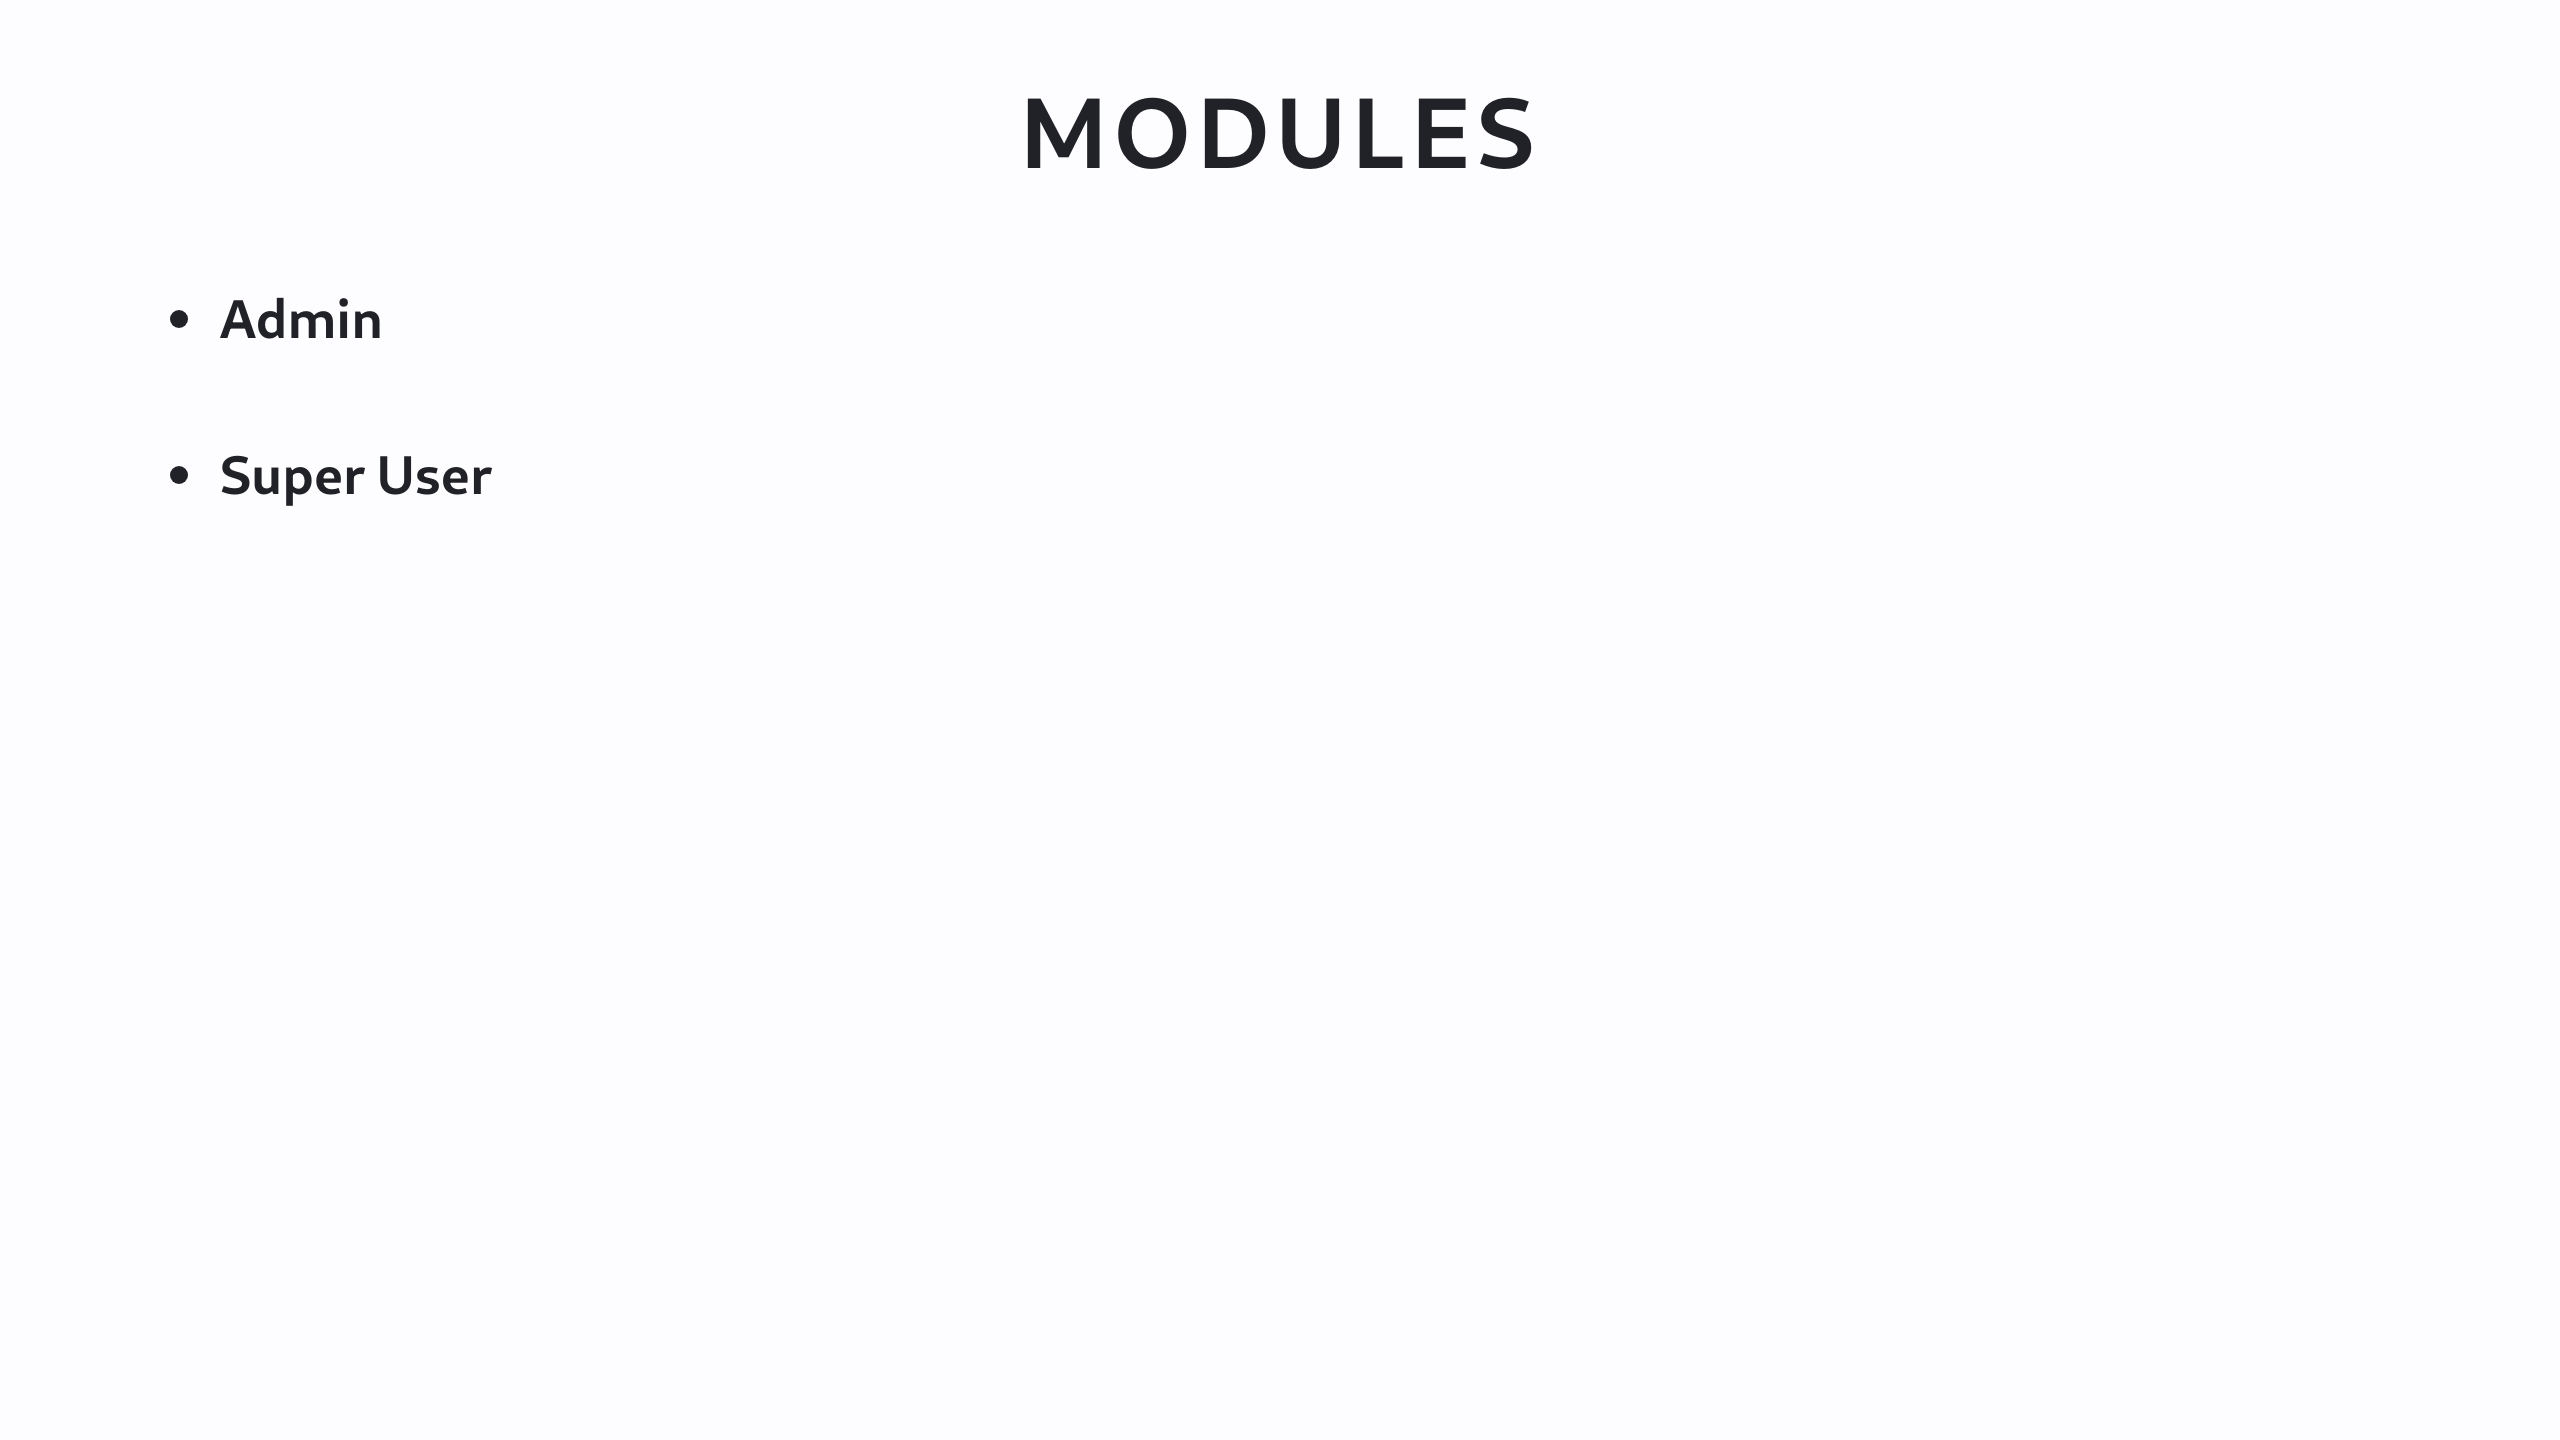 MODULES
• Admin
• Super User